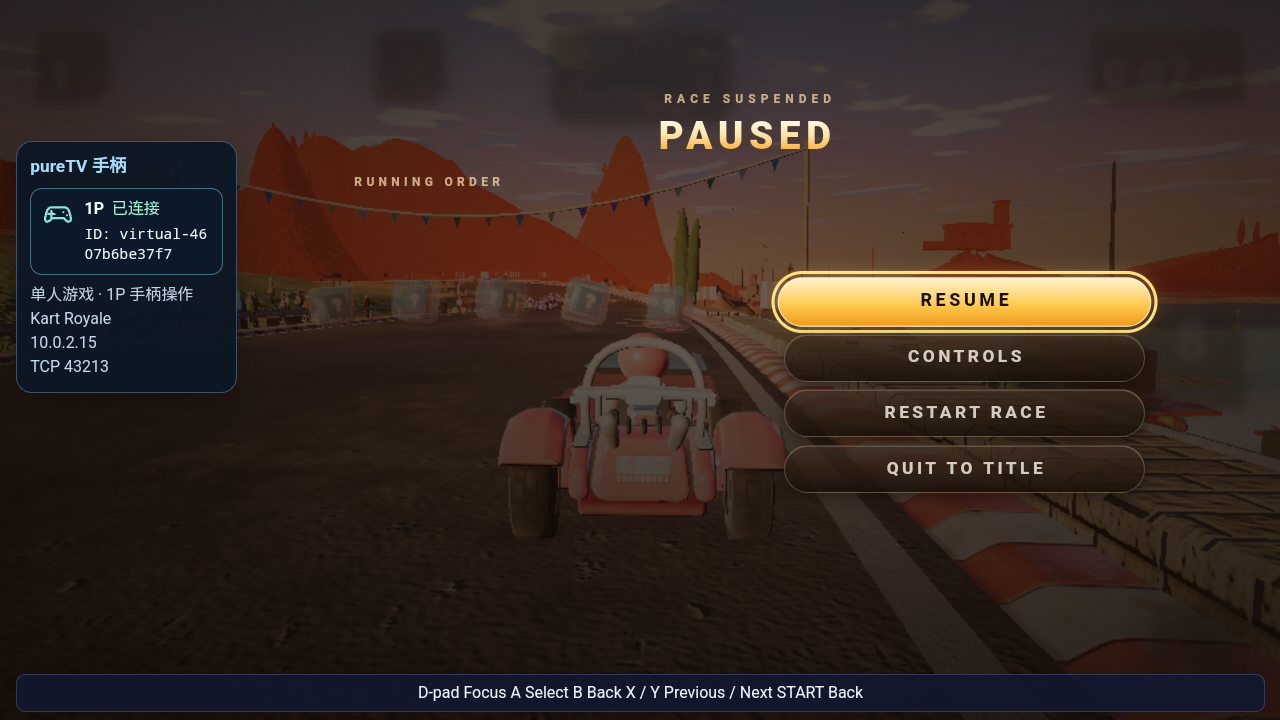 RACE SUSPENDED
PAUSED
RUNNING ORDER
pureTV 手柄
1P 已连接
ID: virtual-46
07b6be37f7
单人游戏 · 1P 手柄操作
Kart Royale
10.0.2.15
TCP 43213
RESUME
CONTROLS
RESTART RACE
QUIT TO TITLE
D-pad Focus A Select B Back X / Y Previous / Next START Back